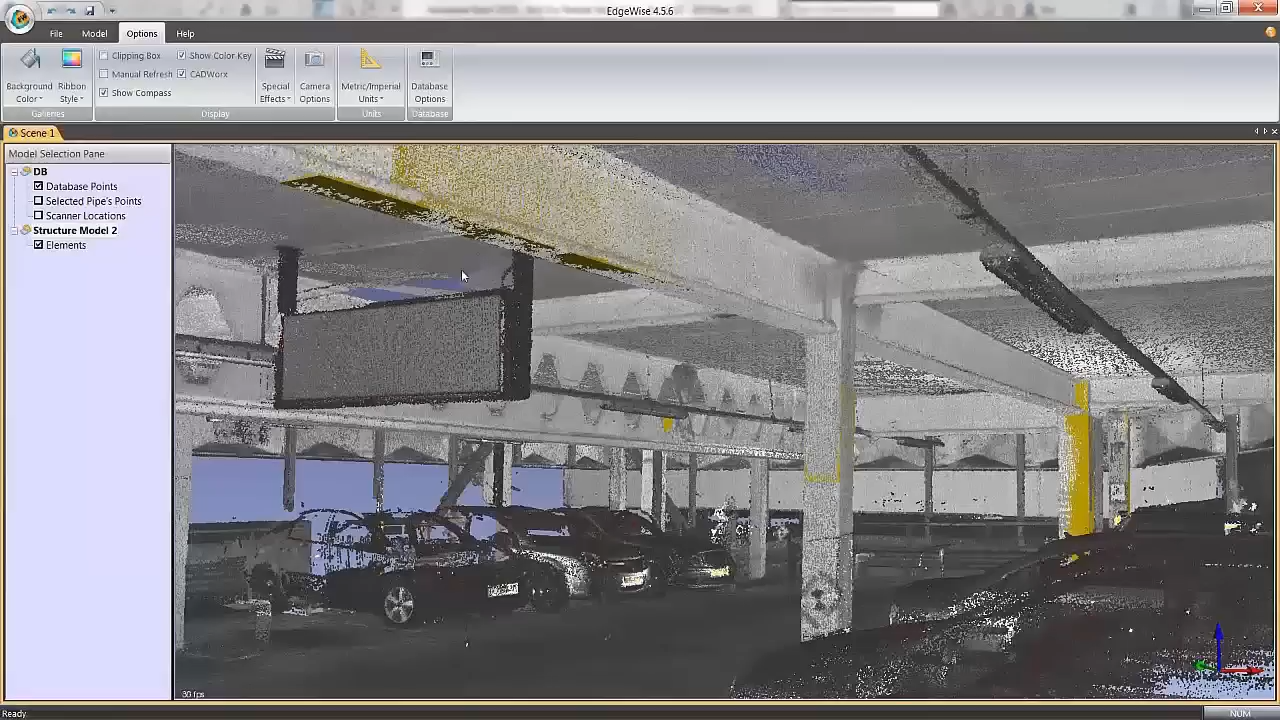 EdgeWise 4.5.6
File Model Options Help
Background Color
Ribbon Style
Galleries
Clipping Box
Show Color Key
Manual Refresh
CADWorx
Show Compass
Special Effects
Camera Options
Display
Metric/Imperial Units
Units
Database Options
Database
Scene 1
Model Selection Pane
DB
Database Points
Selected Pipe's Points
Scanner Locations
Structure Model 2
Elements
30 fps
Ready
NUM